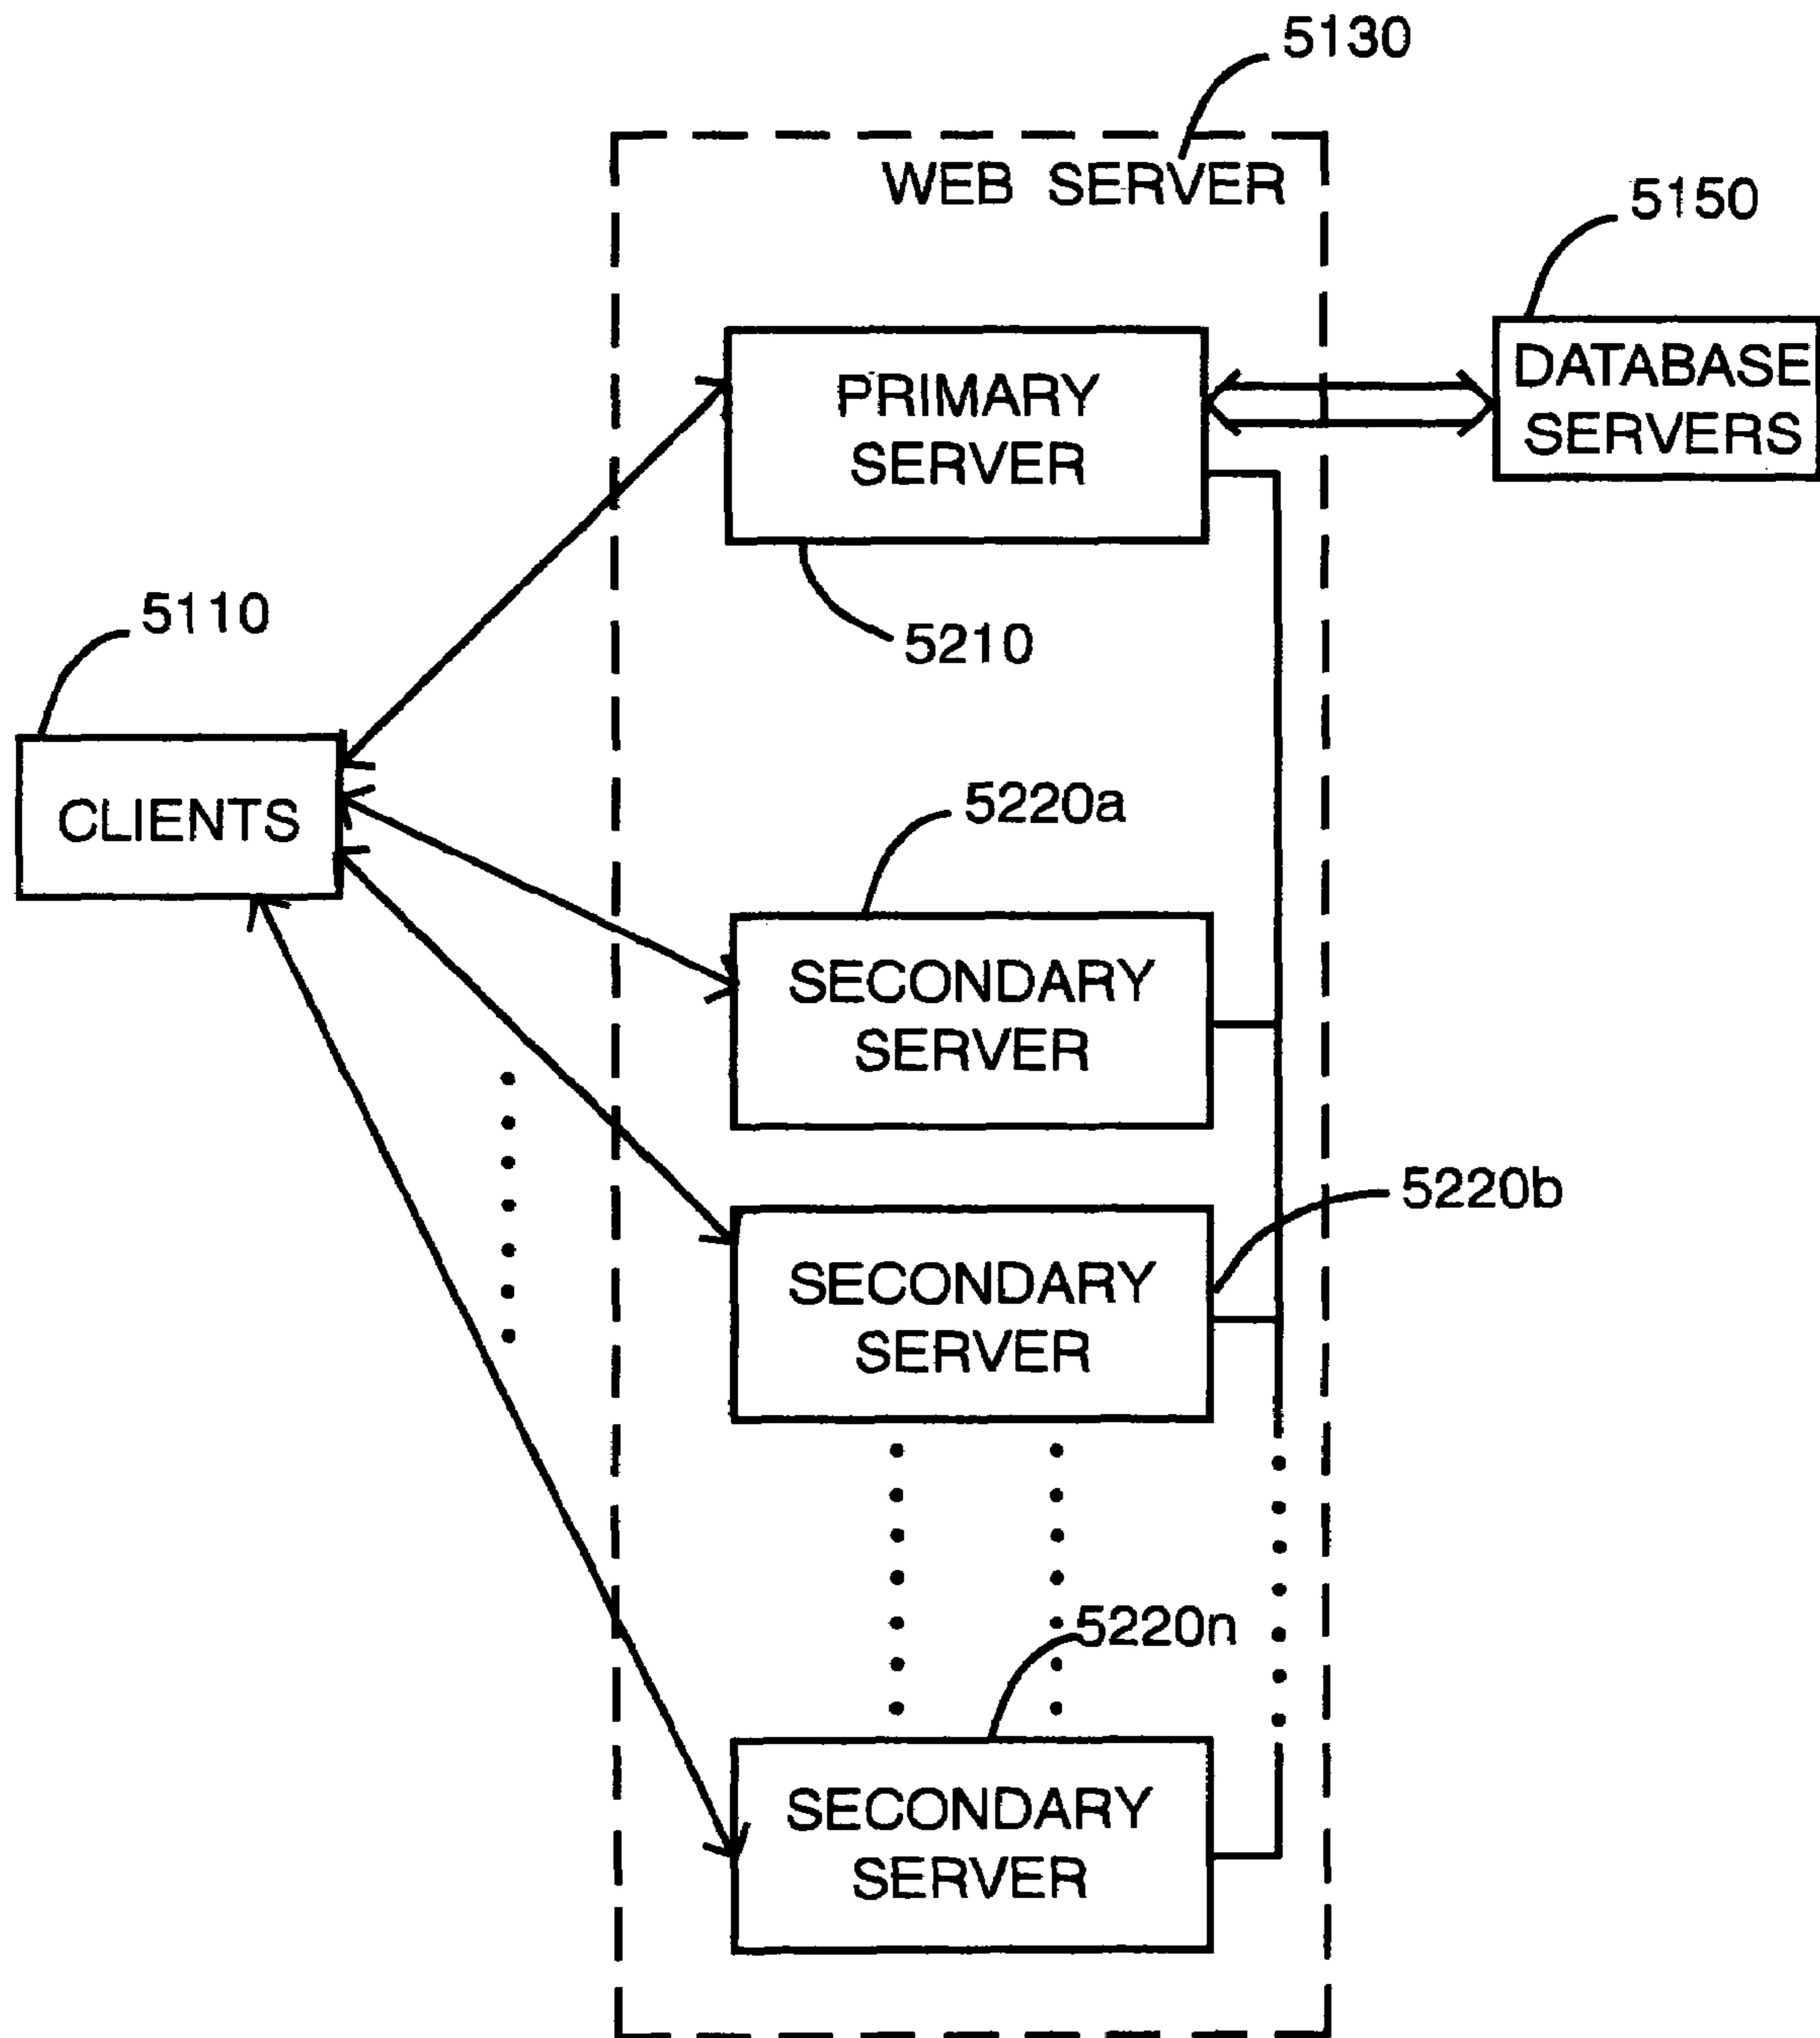 5130
WEB SERVER
5150
PRIMARY
SERVER
DATABASE
SERVERS
5210
5110
CLIENTS
5220a
SECONDARY
SERVER
5220b
SECONDARY
SERVER
5220n
SECONDARY
SERVER